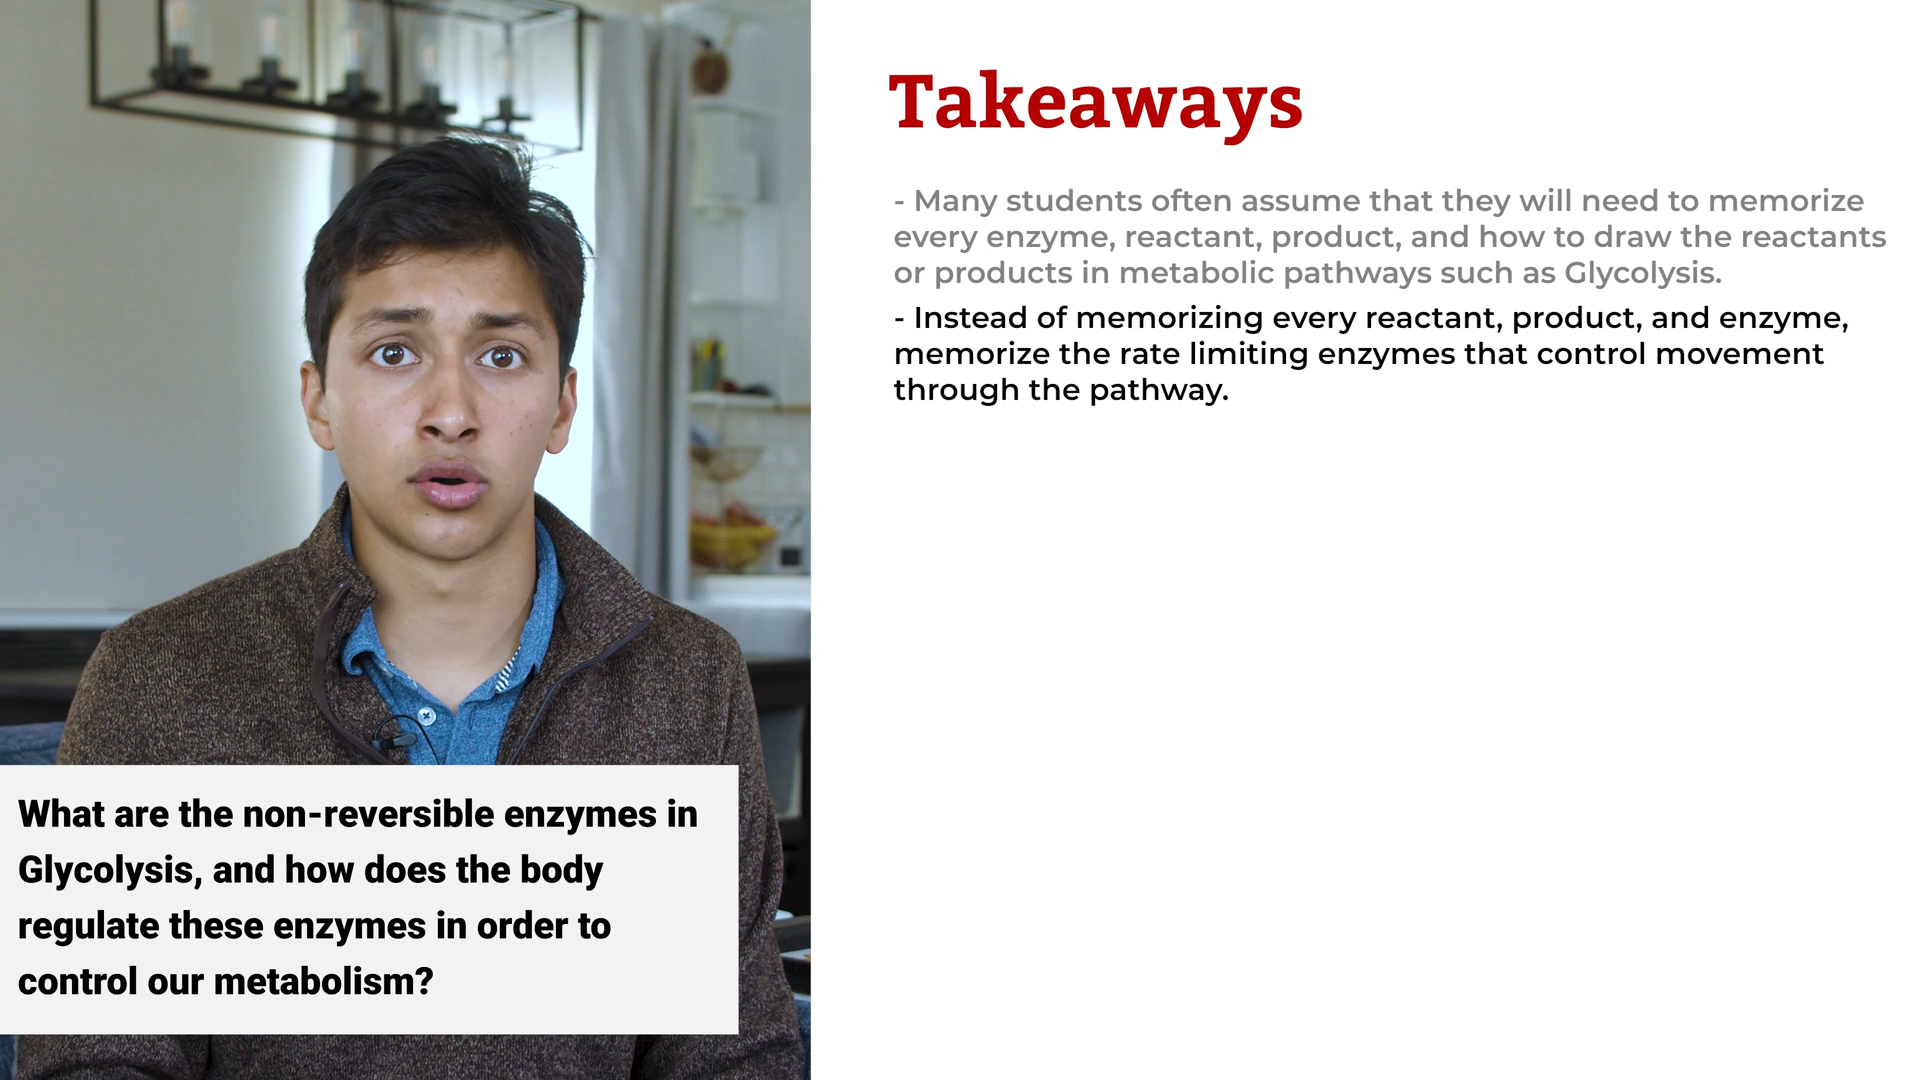 Takeaways
- Many students often assume that they will need to memorize
every enzyme, reactant, product, and how to draw the reactants
or products in metabolic pathways such as Glycolysis.
- Instead of memorizing every reactant, product, and enzyme,
memorize the rate limiting enzymes that control movement
through the pathway.
What are the non-reversible enzymes in
Glycolysis, and how does the body
regulate these enzymes in order to
control our metabolism?